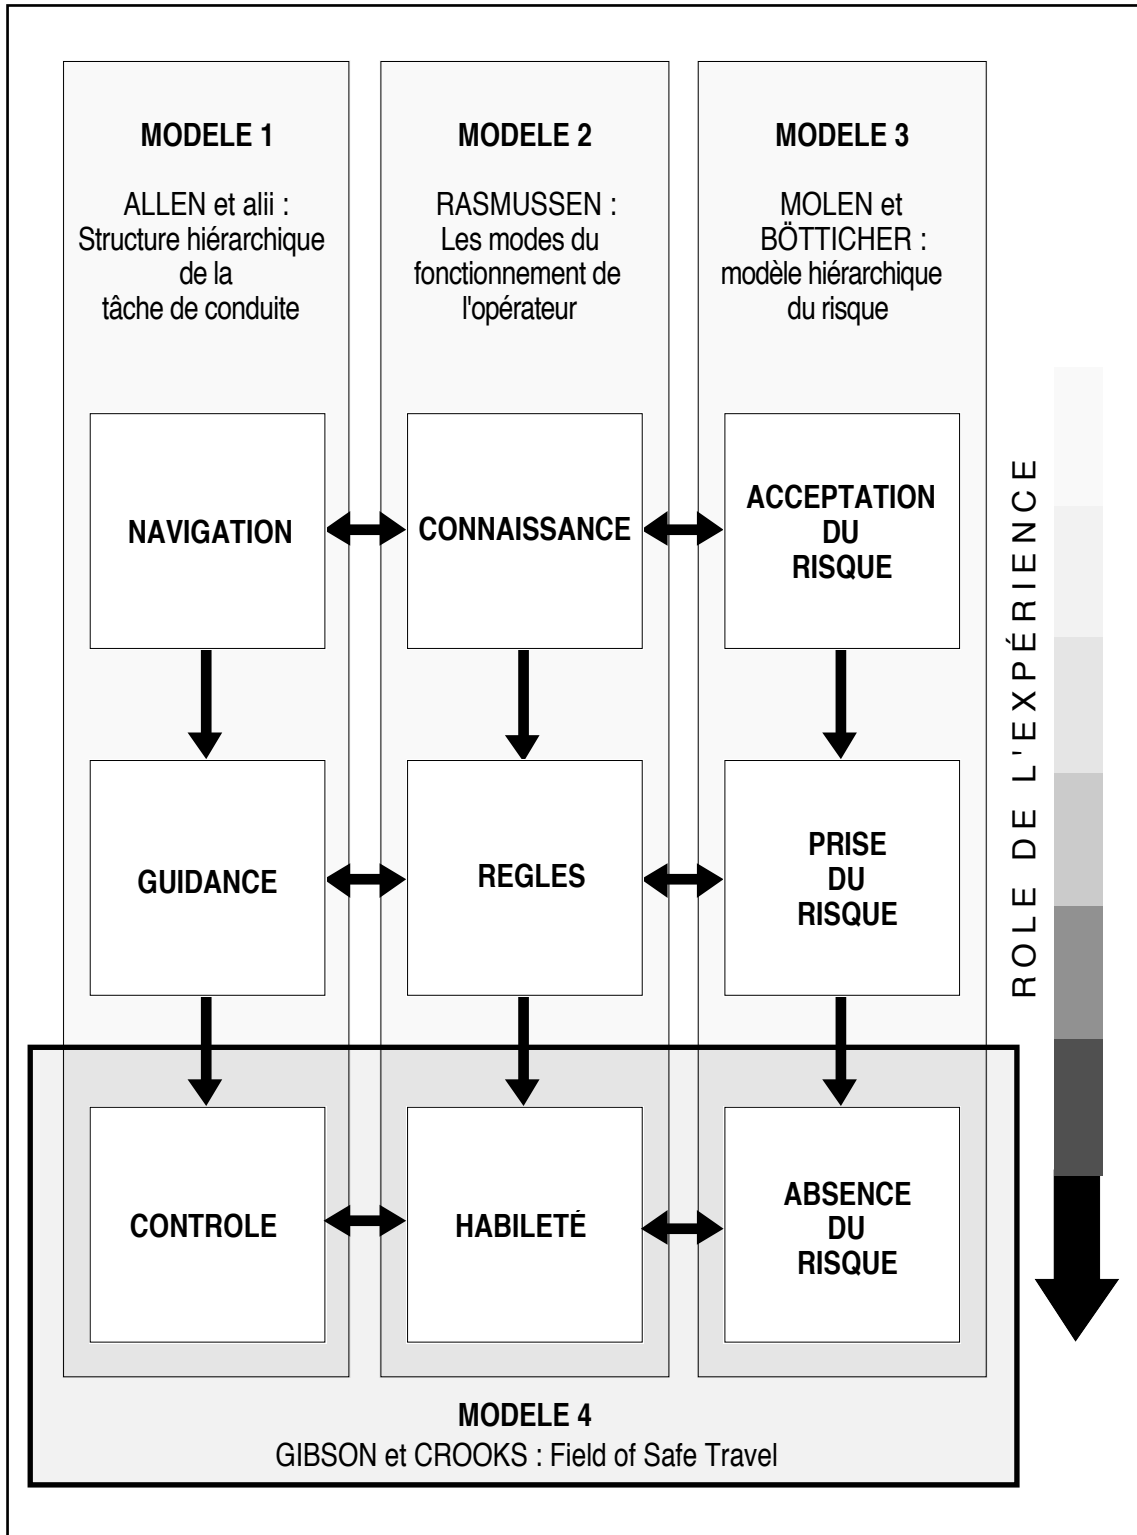 MODELE 1
ALLEN et alii :
Structure hiérarchique
de la
tâche de conduite
MODELE 2
RASMUSSEN :
Les modes du
fonctionnement de
l'opérateur
MODELE 3
MOLEN et
BÖTTICHER :
modèle hiérarchique
du risque
NAVIGATION
CONNAISSANCE
ACCEPTATION
DU
RISQUE
GUIDANCE
REGLES
PRISE
DU
RISQUE
CONTROLE
HABILETÉ
ABSENCE
DU
RISQUE
MODELE 4
GIBSON et CROOKS : Field of Safe Travel
ROLE DE L'EXPÉRIENCE